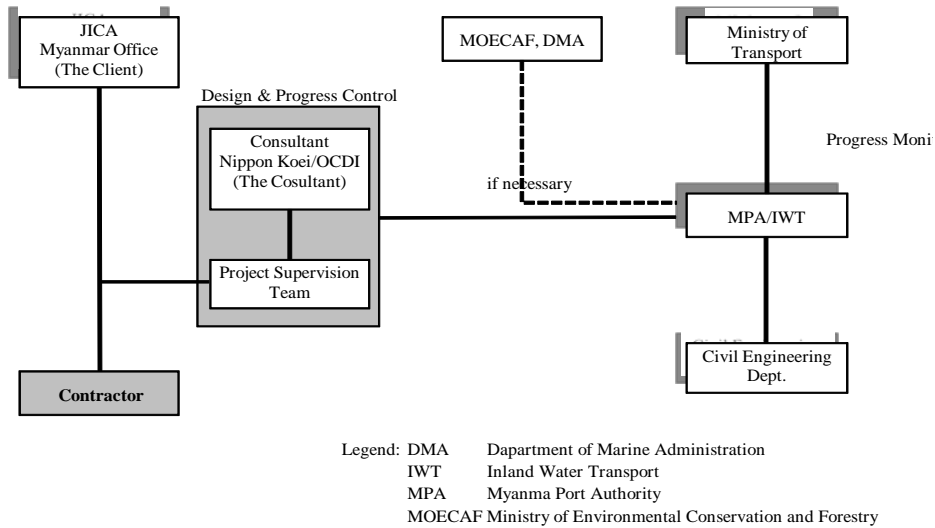 JICA
Myanmar Office
(The Client)
MOECAF, DMA
Ministry of
Transport
Design & Progress Control
Consultant
Nippon Koei/OCDI
(The Cosultant)
Progress Moni
if necessary
MPA/IWT
Project Supervision
Team
Civil Engineering
Dept.
Contractor
Legend: DMA Dapartment of Marine Administration
IWT Inland Water Transport
MPA Myanma Port Authority
MOECAF Ministry of Environmental Conservation and Forestry